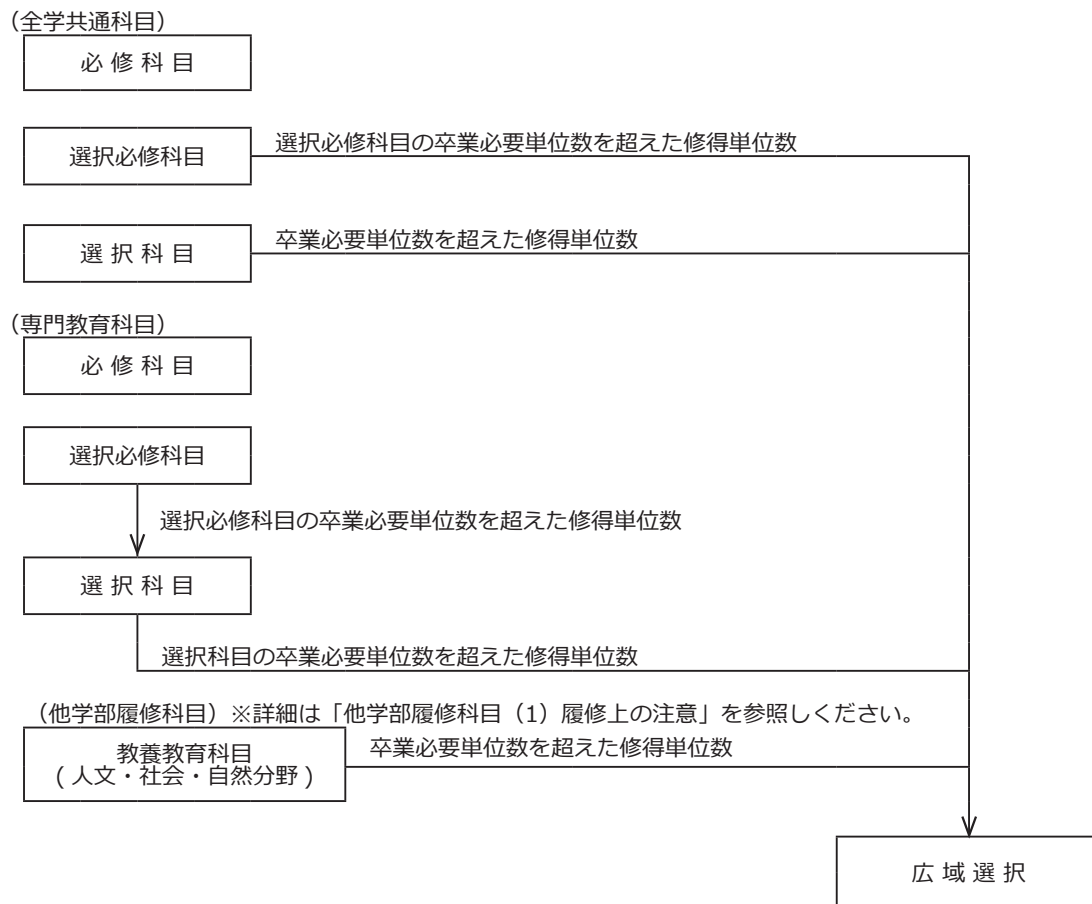 （全学共通科目）
必 修 科 目
選択必修科目
選択必修科目の卒業必要単位数を超えた修得単位数
選 択 科 目
卒業必要単位数を超えた修得単位数
（専門教育科目）
必 修 科 目
選択必修科目
選択必修科目の卒業必要単位数を超えた修得単位数
選 択 科 目
選択科目の卒業必要単位数を超えた修得単位数
（他学部履修科目）※詳細は「他学部履修科目（1）履修上の注意」を参照しください。
教養教育科目
( 人文・社会・自然分野 )
卒業必要単位数を超えた修得単位数
広 域 選 択